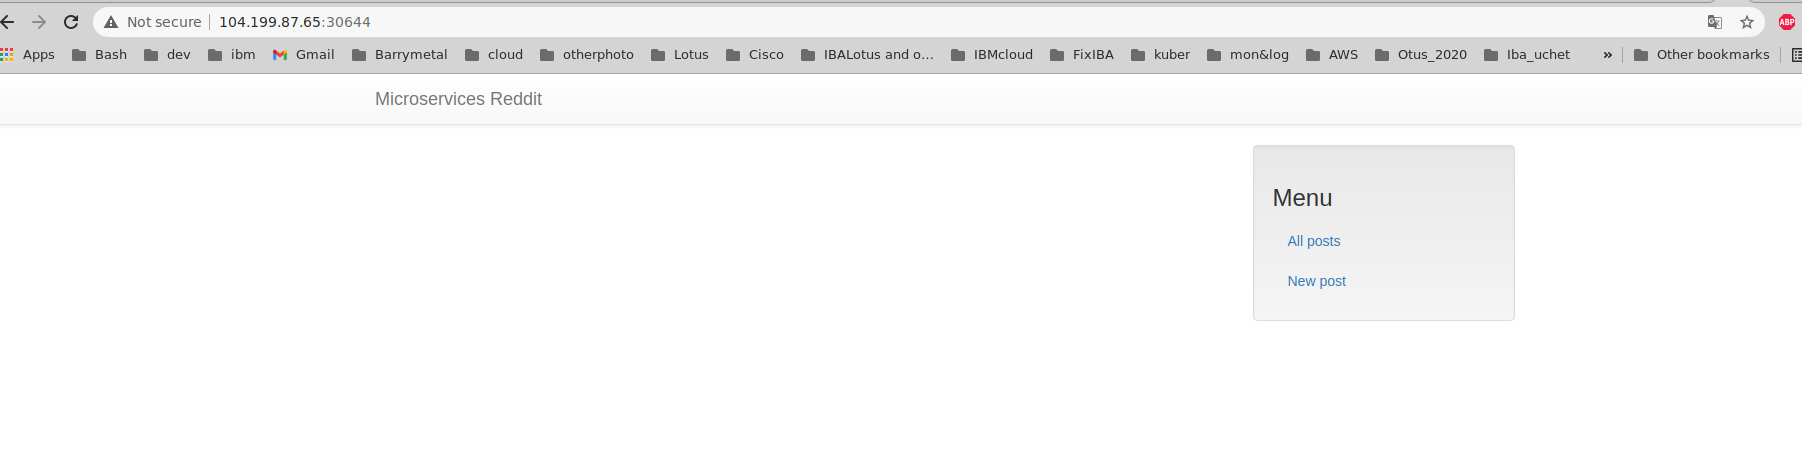 Not secure 104.199.87.65:30644 ABP
Apps Bash dev ibm Gmail Barrymetal cloud otherphoto Lotus Cisco IBALotus and o... IBMcloud FixIBA kuber mon&log AWS Otus_2020 Iba_uchet » Other bookmarks
Microservices Reddit
Menu
All posts
New post